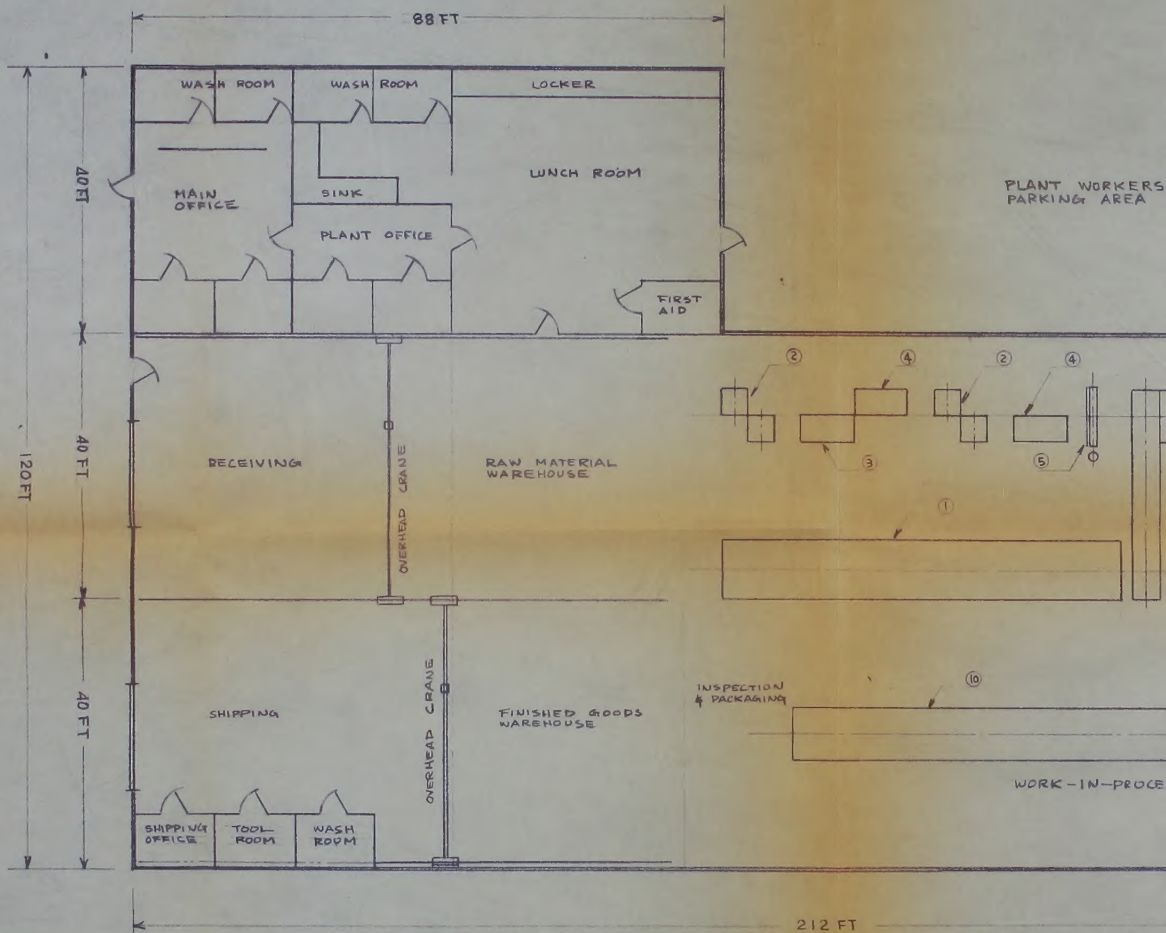 88 FT
WASH ROOM
WASH ROOM
LOCKER
40 FT
MAIN
OFFICE
SINK
LUNCH ROOM
PLANT WORKERS
PARKING AREA
PLANT OFFICE
FIRST
AID
②
④
②
④
③
⑤
120 FT
40 FT
RECEIVING
OVERHEAD CRANE
RAW MATERIAL
WAREHOUSE
①
40 FT
SHIPPING
OVERHEAD CRANE
FINISHED GOODS
WAREHOUSE
INSPECTION
& PACKAGING
⑩
WORK-IN-PROCE
SHIPPING
OFFICE
TOOL
ROOM
WASH
ROOM
212 FT